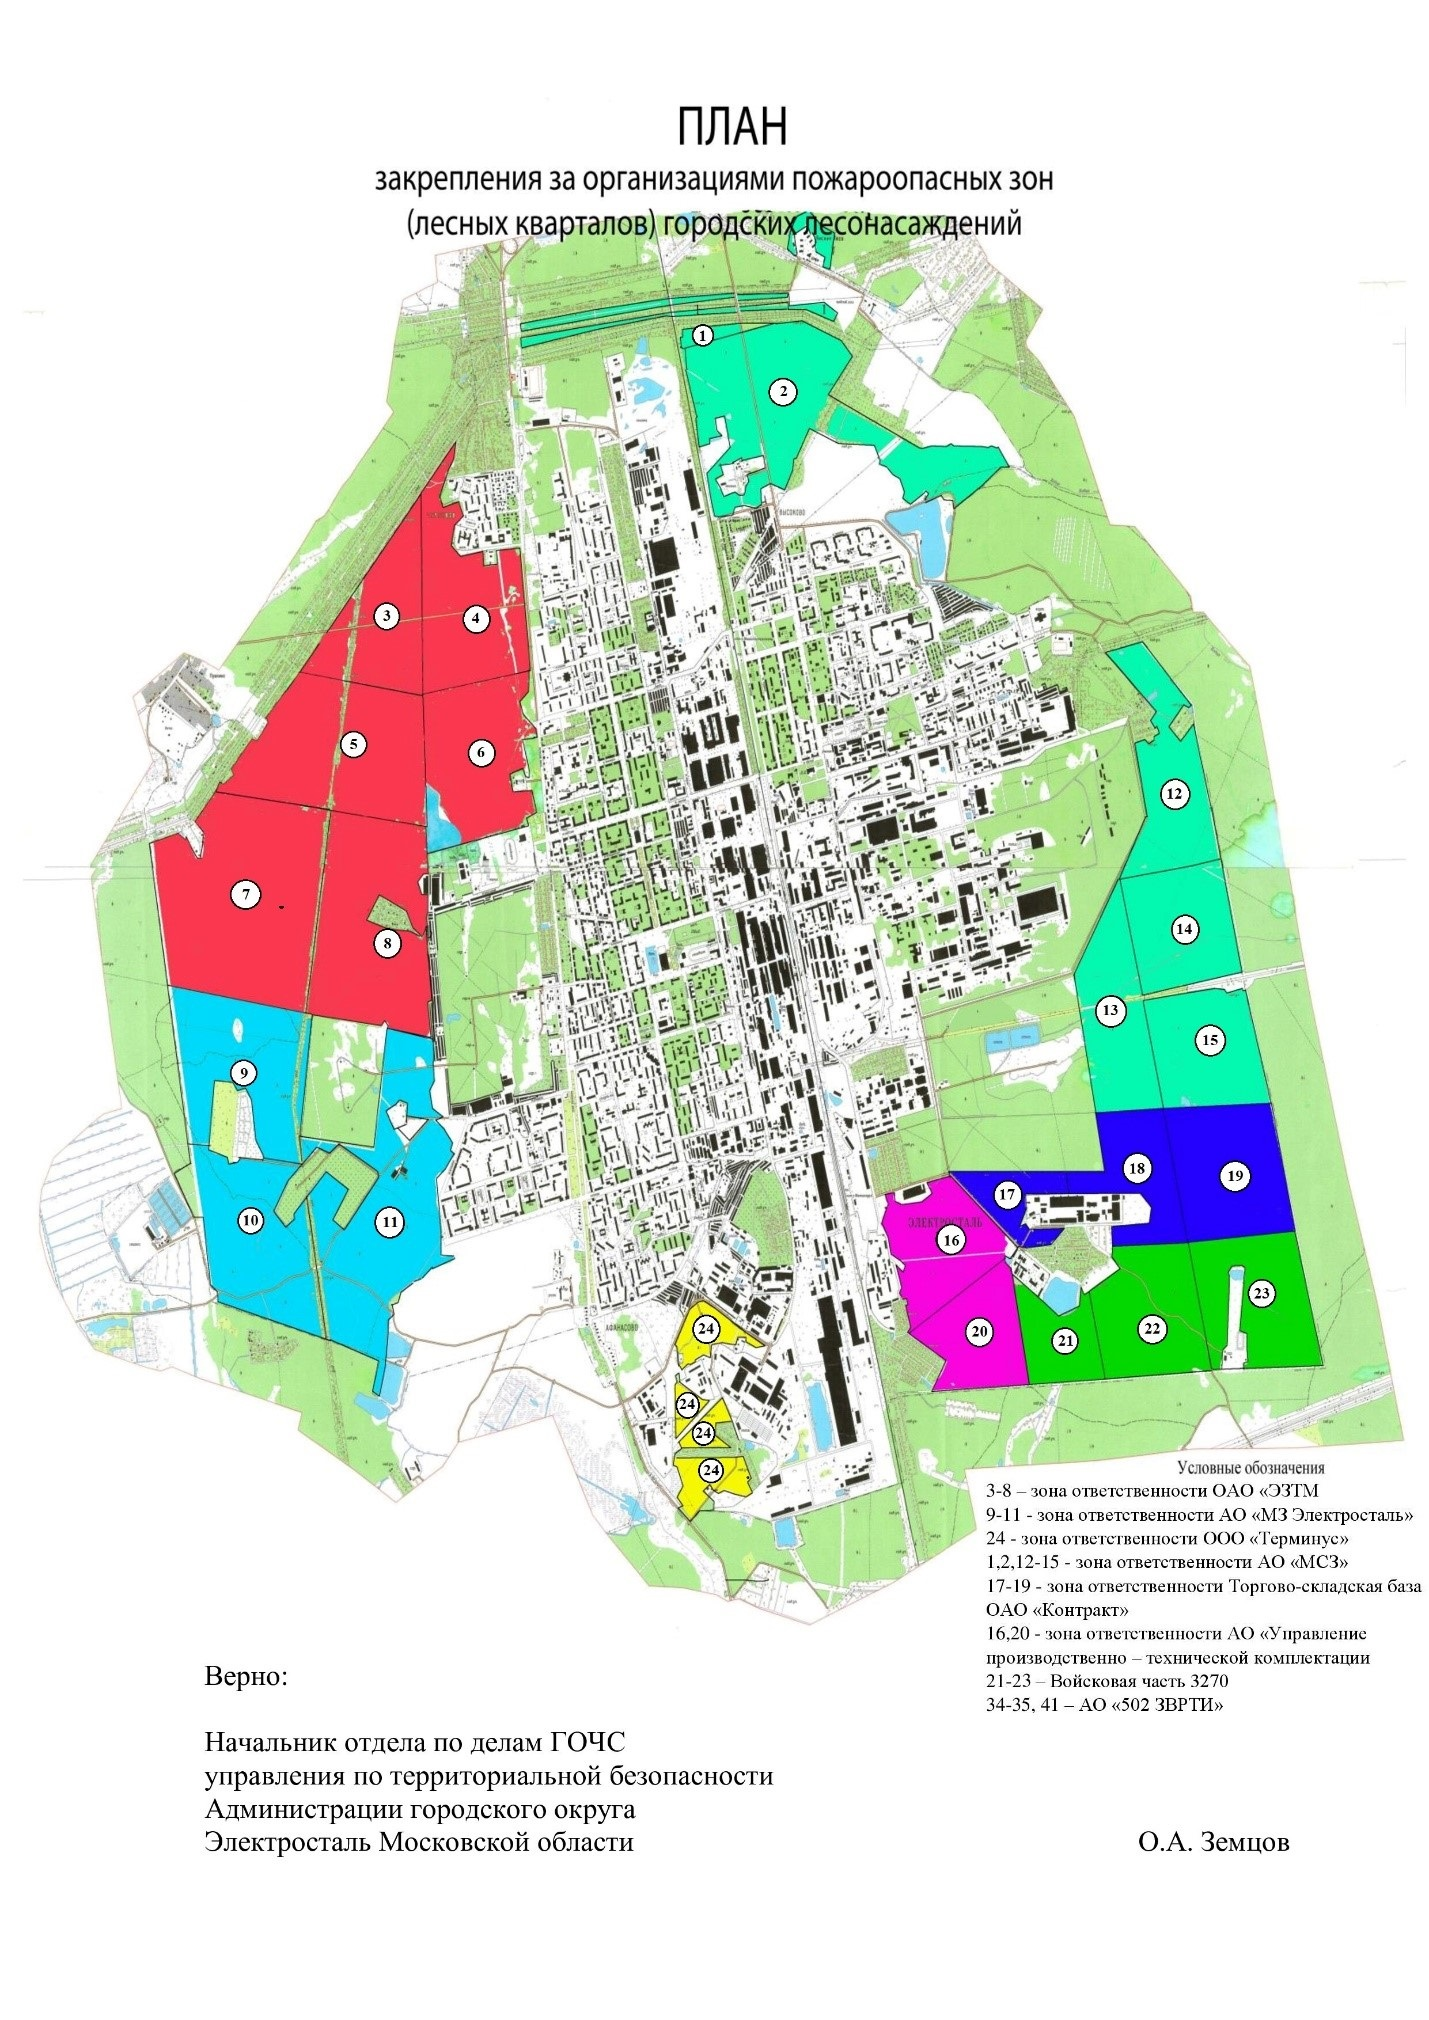 ПЛАН
закрепления за организациями пожароопасных зон
(лесных кварталов) городских лесонасаждений
1
2
ВЫСОКОВО
3
4
5
6
7
8
9
10
11
12
13
14
15
16
17
18
19
20
21
22
23
ЭЛЕКТРОСТАЛЬ
АФАНАСОВО
24
24
24
24
Условные обозначения
3-8 – зона ответственности ОАО «ЭЗТМ
9-11 - зона ответственности АО «МЗ Электросталь»
24 - зона ответственности ООО «Терминус»
1,2,12-15 - зона ответственности АО «МСЗ»
17-19 - зона ответственности Торгово-складская база
ОАО «Контракт»
16,20 - зона ответственности АО «Управление
производственно – технической комплектации
21-23 – Войсковая часть 3270
34-35, 41 – АО «502 ЗВРТИ»
Верно:
Начальник отдела по делам ГОЧС
управления по территориальной безопасности
Администрации городского округа
Электросталь Московской области
О.А. Земцов